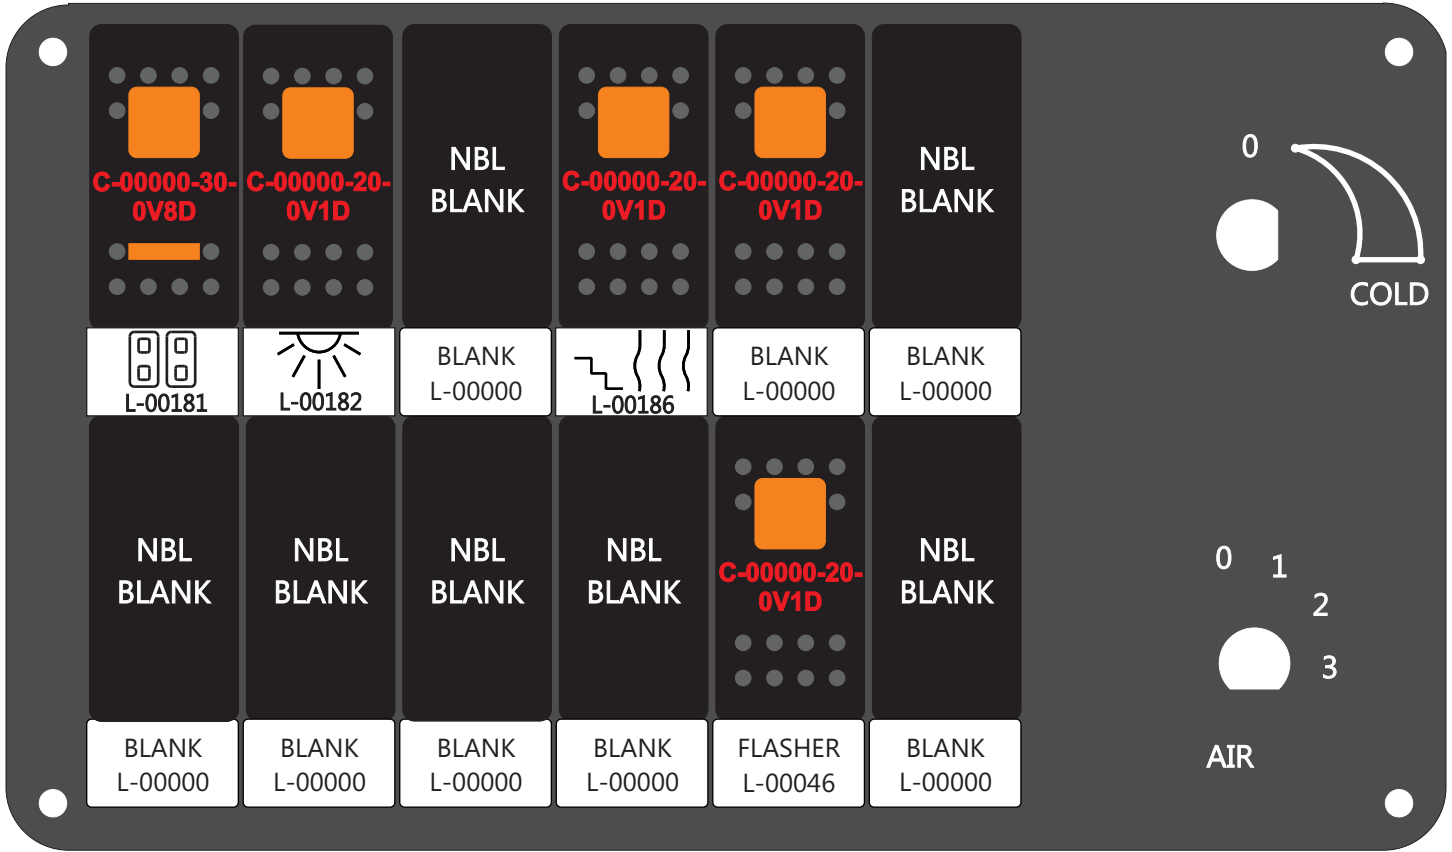 C-00000-30-
0V8D
C-00000-20-
0V1D
NBL
BLANK
C-00000-20-
0V1D
C-00000-20-
0V1D
NBL
BLANK
L-00181
L-00182
BLANK
L-00000
L-00186
BLANK
L-00000
BLANK
L-00000
0
COLD
NBL
BLANK
NBL
BLANK
NBL
BLANK
NBL
BLANK
C-00000-20-
0V1D
NBL
BLANK
BLANK
L-00000
BLANK
L-00000
BLANK
L-00000
BLANK
L-00000
FLASHER
L-00046
BLANK
L-00000
0
1
2
3
AIR